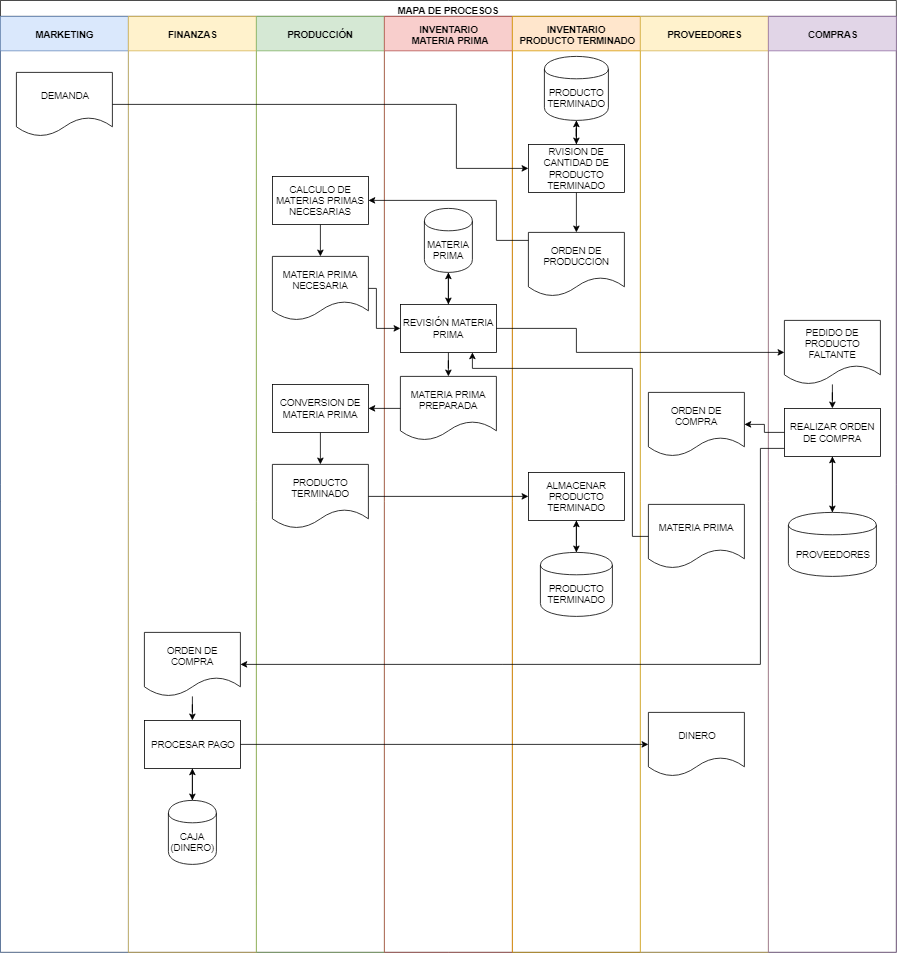 MAPA DE PROCESOS
MARKETING
FINANZAS
PRODUCCIÓN
INVENTARIO
MATERIA PRIMA
INVENTARIO
PRODUCTO TERMINADO
PROVEEDORES
COMPRAS
DEMANDA
PRODUCTO
TERMINADO
RVISION DE
CANTIDAD DE
PRODUCTO
TERMINADO
CALCULO DE
MATERIAS PRIMAS
NECESARIAS
MATERIA
PRIMA
ORDEN DE
PRODUCCION
MATERIA PRIMA
NECESARIA
REVISIÓN MATERIA
PRIMA
PEDIDO DE
PRODUCTO
FALTANTE
CONVERSION DE
MATERIA PRIMA
MATERIA PRIMA
PREPARADA
ORDEN DE
COMPRA
REALIZAR ORDEN
DE COMPRA
PRODUCTO
TERMINADO
ALMACENAR
PRODUCTO
TERMINADO
MATERIA PRIMA
PROVEEDORES
PRODUCTO
TERMINADO
ORDEN DE
COMPRA
PROCESAR PAGO
DINERO
CAJA
(DINERO)